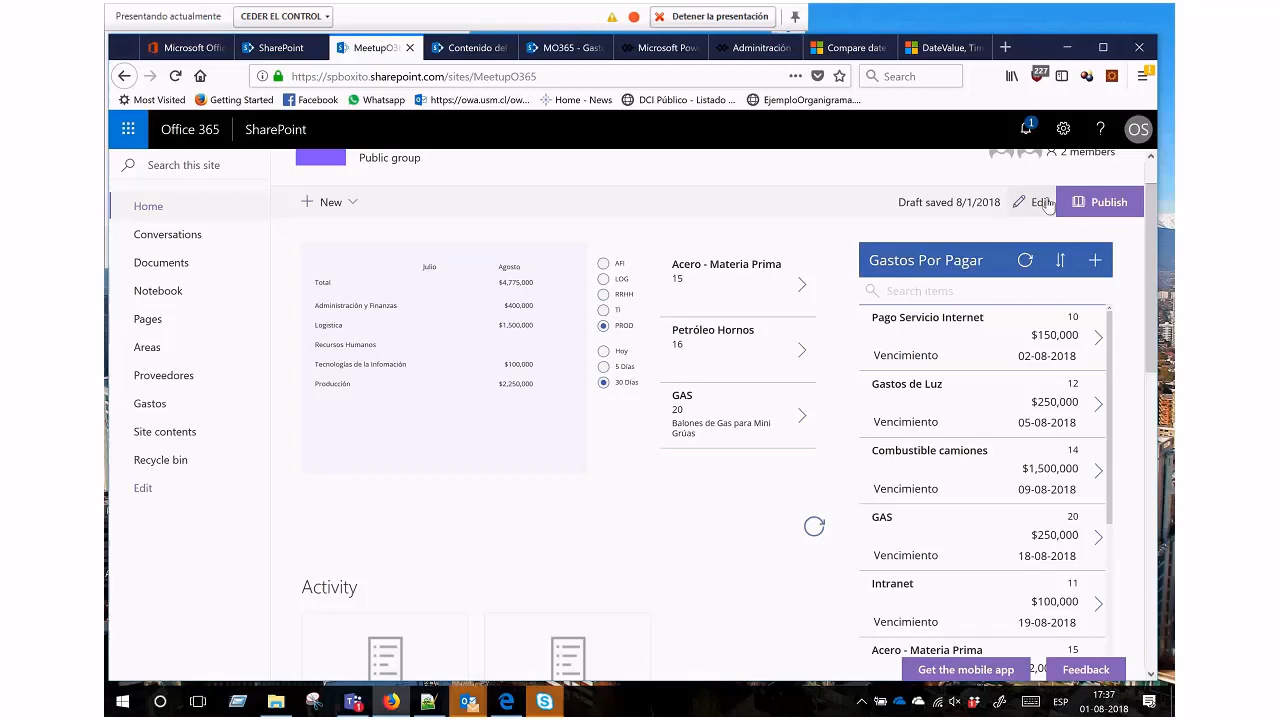 Presentando actualmente CEDER EL CONTROL Detener la presentación
Microsoft Offi SharePoint MeetupO3 Contenido del MO365 - Gast Microsoft Pow Adminitración Compare date DateValue, Tim
https://spboxito.sharepoint.com/sites/MeetupO365 Search 227 1
Most Visited Getting Started Facebook Whatsapp https://owa.usm.cl/ow... Home - News DCI Público - Listado ... EjemploOrganigrama....
Office 365 SharePoint 1 ? OS
Search this site
Public group 2 members
New Draft saved 8/1/2018 Edit Publish
Home
Conversations
Documents
Notebook
Pages
Areas
Proveedores
Gastos
Site contents
Recycle bin
Edit
Julio Agosto
Total $4,775,000
Administración y Finanzas $400,000
Logistica $1,500,000
Recursos Humanos
Tecnologías de la Infomación $100,000
Producción $2,250,000
AFI
LOG
RRHH
TI
PROD
Hoy
5 Días
30 Días
Acero - Materia Prima
15
Petróleo Hornos
16
GAS
20
Balones de Gas para Mini
Grúas
Gastos Por Pagar
Search items
Pago Servicio Internet 10
$150,000
Vencimiento 02-08-2018
Gastos de Luz 12
$250,000
Vencimiento 05-08-2018
Combustible camiones 14
$1,500,000
Vencimiento 09-08-2018
GAS 20
$250,000
Vencimiento 18-08-2018
Intranet 11
$100,000
Vencimiento 19-08-2018
Acero - Materia Prima 15
Activity
Get the mobile app Feedback
ESP 17:37
01-08-2018